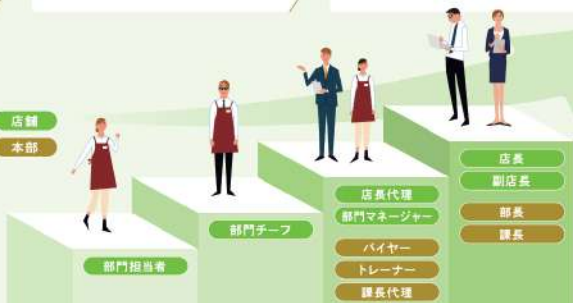 店舗
本部
部門担当者
部門チーフ
店長代理
部門マネージャー
バイヤー
トレーナー
課長代理
店長
副店長
部長
課長